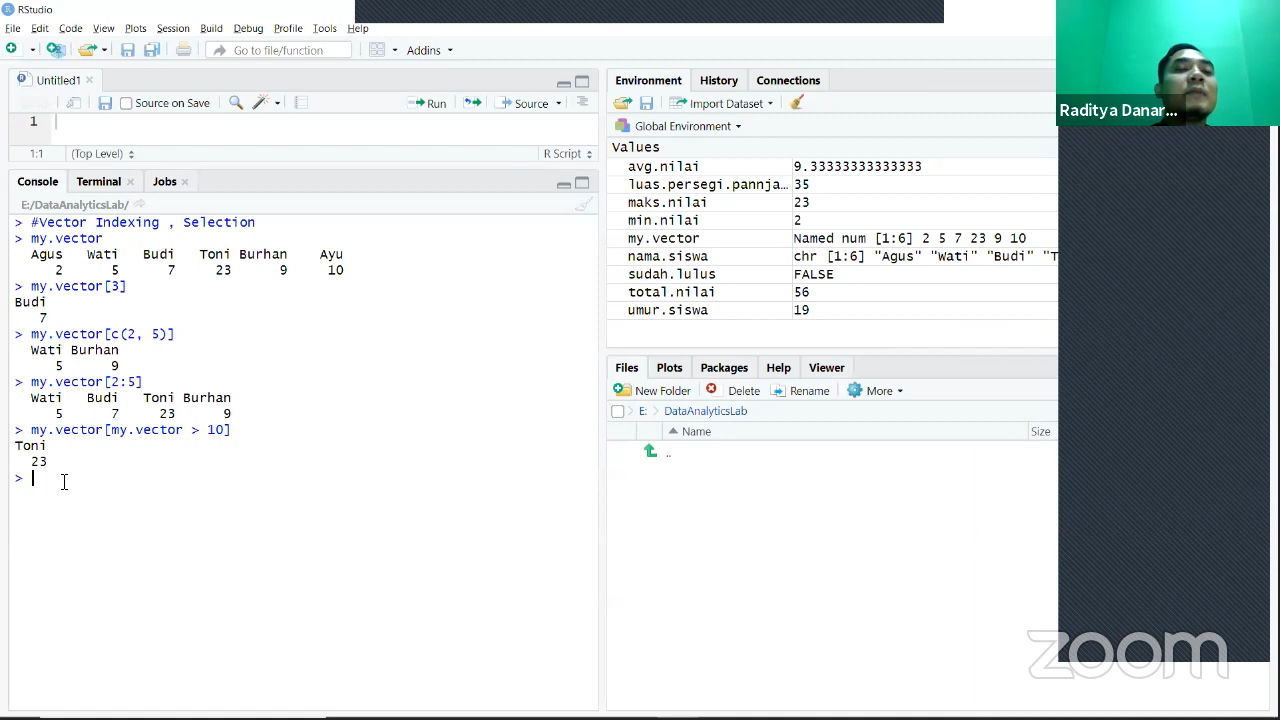 RStudio
File Edit Code View Plots Session Build Debug Profile Tools Help
Go to file/function Addins
Untitled1
Source on Save Run Source
1
1:1 (Top Level) R Script
Console Terminal Jobs
E:/DataAnalyticsLab/
> #Vector Indexing , Selection
> my.vector
Agus Wati Budi Toni Burhan Ayu
2 5 7 23 9 10
> my.vector[3]
Budi
7
> my.vector[c(2, 5)]
Wati Burhan
5 9
> my.vector[2:5]
Wati Budi Toni Burhan
5 7 23 9
> my.vector[my.vector > 10]
Toni
23
>
Environment History Connections
Import Dataset
Global Environment
Values
avg.nilai 9.33333333333333
luas.persegi.pannja… 35
maks.nilai 23
min.nilai 2
my.vector Named num [1:6] 2 5 7 23 9 10
nama.siswa chr [1:6] "Agus" "Wati" "Budi" "T
sudah.lulus FALSE
total.nilai 56
umur.siswa 19
Files Plots Packages Help Viewer
New Folder Delete Rename More
E: DataAnalyticsLab
Name Size
..
Raditya Danar...
zoom